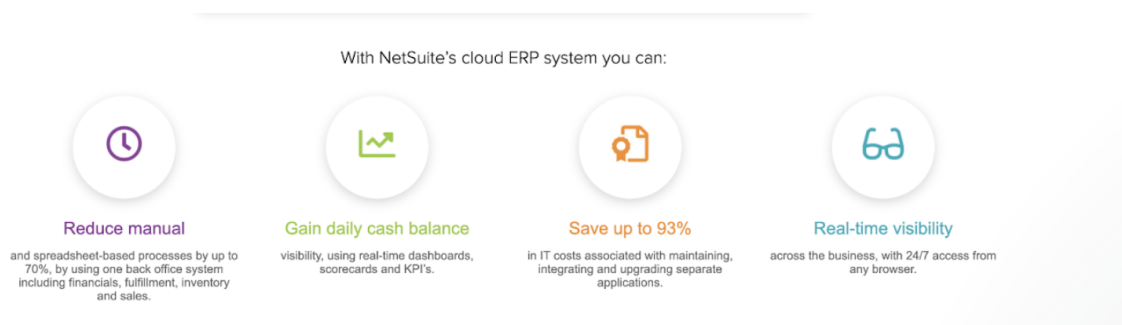 With NetSuite's cloud ERP system you can:
Reduce manual
and spreadsheet-based processes by up to
70%, by using one back office system
including financials, fulfillment, inventory
and sales.
Gain daily cash balance
visibility, using real-time dashboards,
scorecards and KPI's.
Save up to 93%
in IT costs associated with maintaining,
integrating and upgrading separate
applications.
Real-time visibility
across the business, with 24/7 access from
any browser.